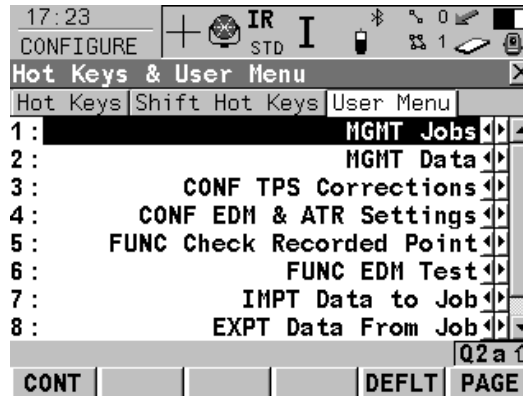 17:23 IR 0
CONFIGURE STD I 1
Hot Keys & User Menu X
Hot Keys Shift Hot Keys User Menu
1: MGMT Jobs
2: MGMT Data
3: CONF TPS Corrections
4: CONF EDM & ATR Settings
5: FUNC Check Recorded Point
6: FUNC EDM Test
7: IMPT Data to Job
8: EXPT Data From Job
Q2a
CONT DEFLT PAGE